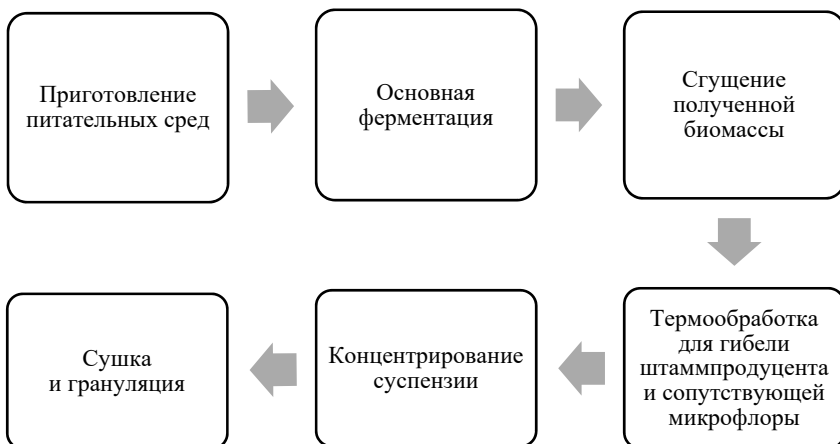 Приготовление
питательных сред
Основная
ферментация
Сгущение
полученной
биомассы
Термообработка
для гибели
штаммпродуцента
и сопутствующей
микрофлоры
Концентрирование
суспензии
Сушка
и грануляция